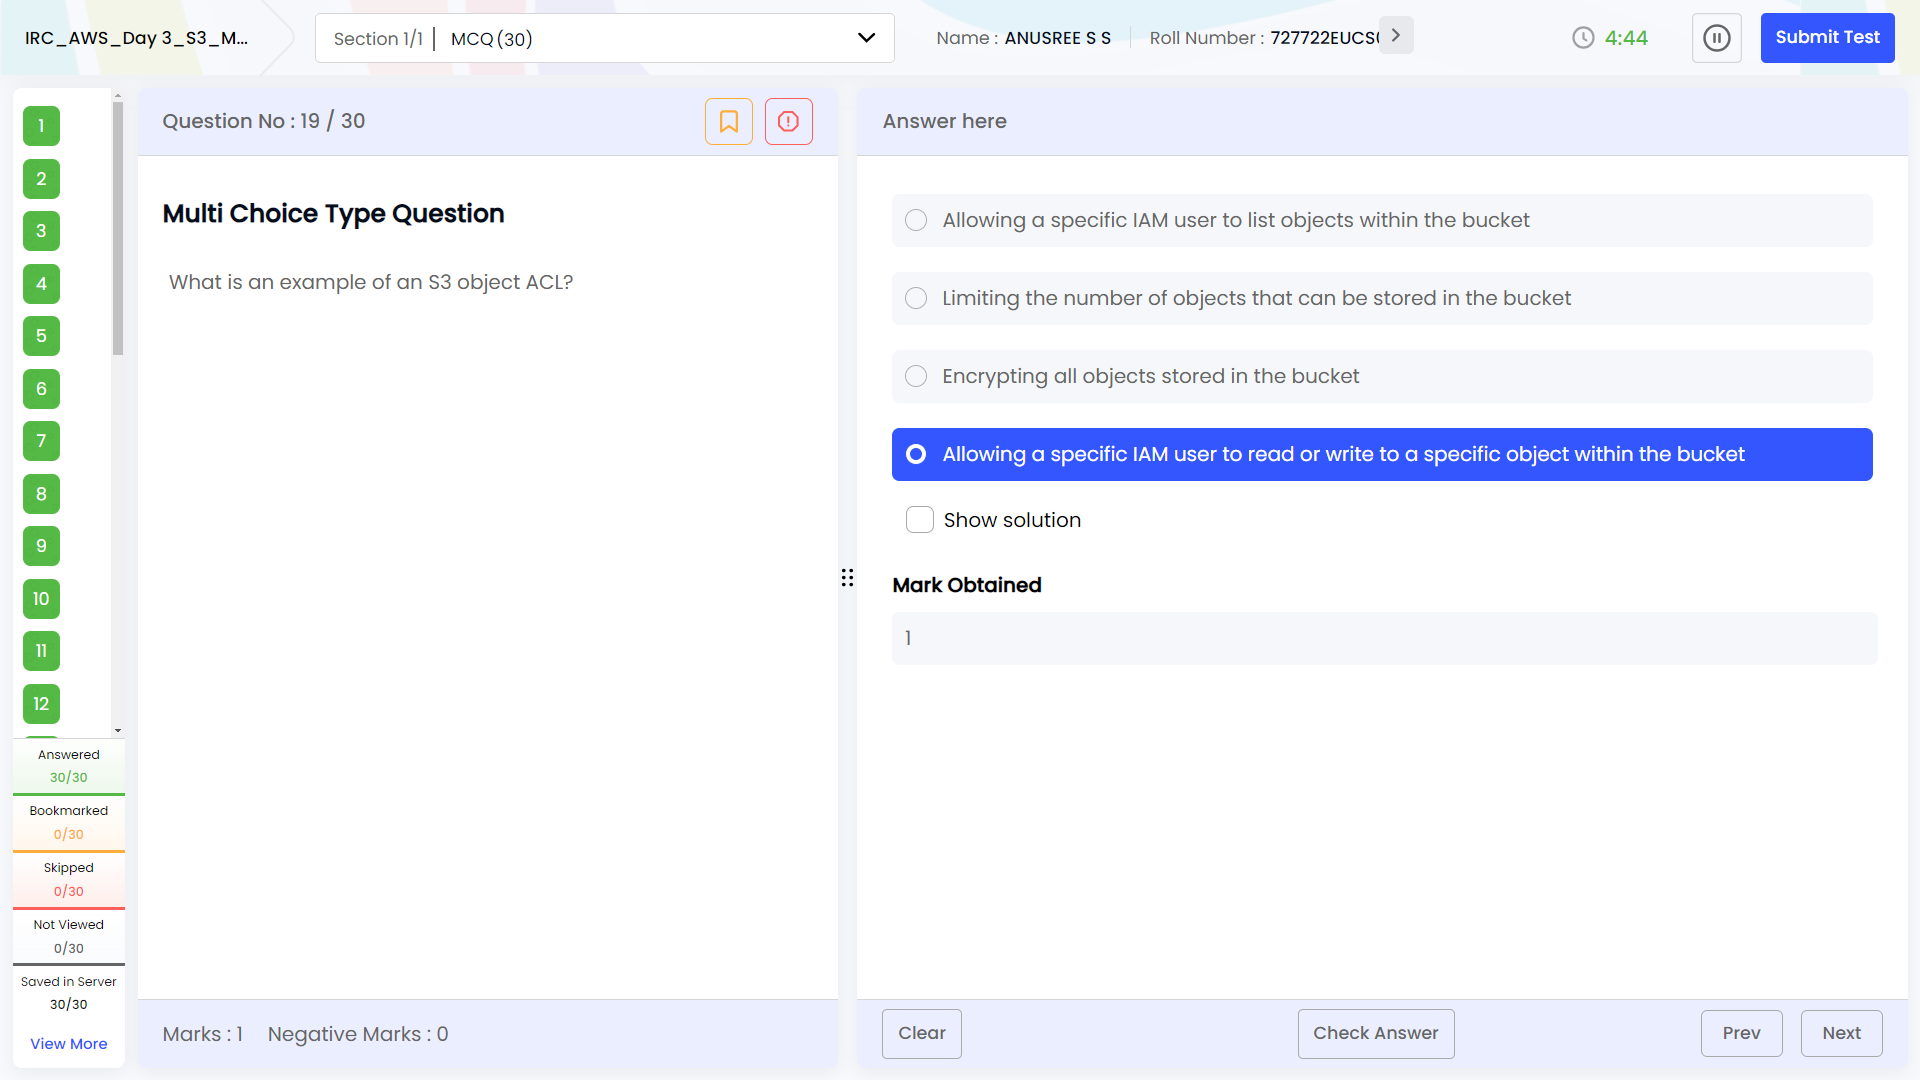 IRC_AWS_Day 3_S3_M...
Section 1/1 | MCQ (30)
Name : ANUSREE S S
Roll Number : 727722EUCS
4:44
Submit Test
1
2
3
4
5
6
7
8
9
10
11
12
Answered
30/30
Bookmarked
0/30
Skipped
0/30
Not Viewed
0/30
Saved in Server
30/30
View More
Question No : 19 / 30
Multi Choice Type Question
What is an example of an S3 object ACL?
Marks : 1 Negative Marks : 0
Answer here
Allowing a specific IAM user to list objects within the bucket
Limiting the number of objects that can be stored in the bucket
Encrypting all objects stored in the bucket
Allowing a specific IAM user to read or write to a specific object within the bucket
Show solution
Mark Obtained
1
Clear
Check Answer
Prev
Next